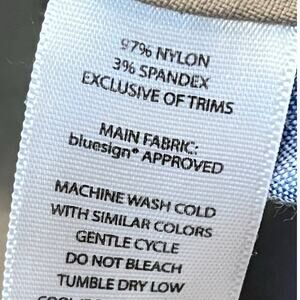 97% NYLON
3% SPANDEX
EXCLUSIVE OF TRIMS
MAIN FABRIC:
bluesign® APPROVED
MACHINE WASH COLD
WITH SIMILAR COLORS
GENTLE CYCLE
DO NOT BLEACH
TUMBLE DRY LOW